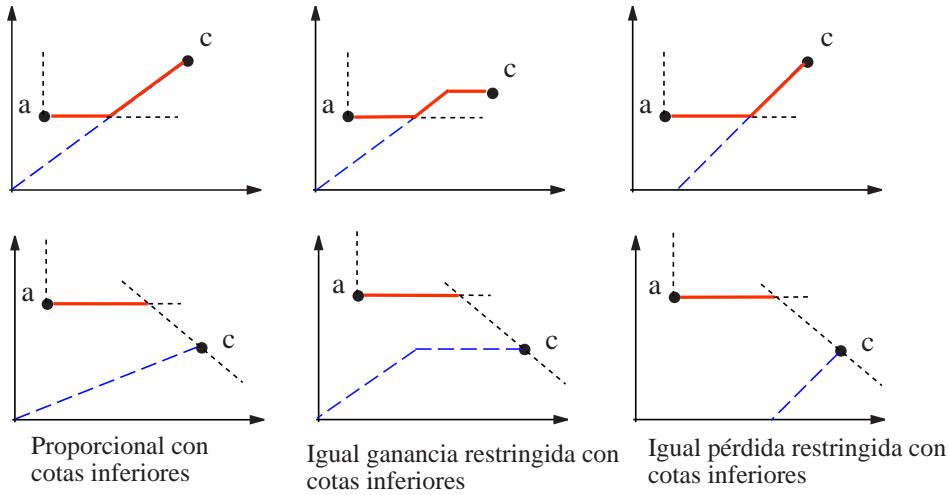 a
c
a
c
a
c
a
c
a
c
a
c
Proporcional con
cotas inferiores
Igual ganancia restringida con
cotas inferiores
Igual pérdida restringida con
cotas inferiores